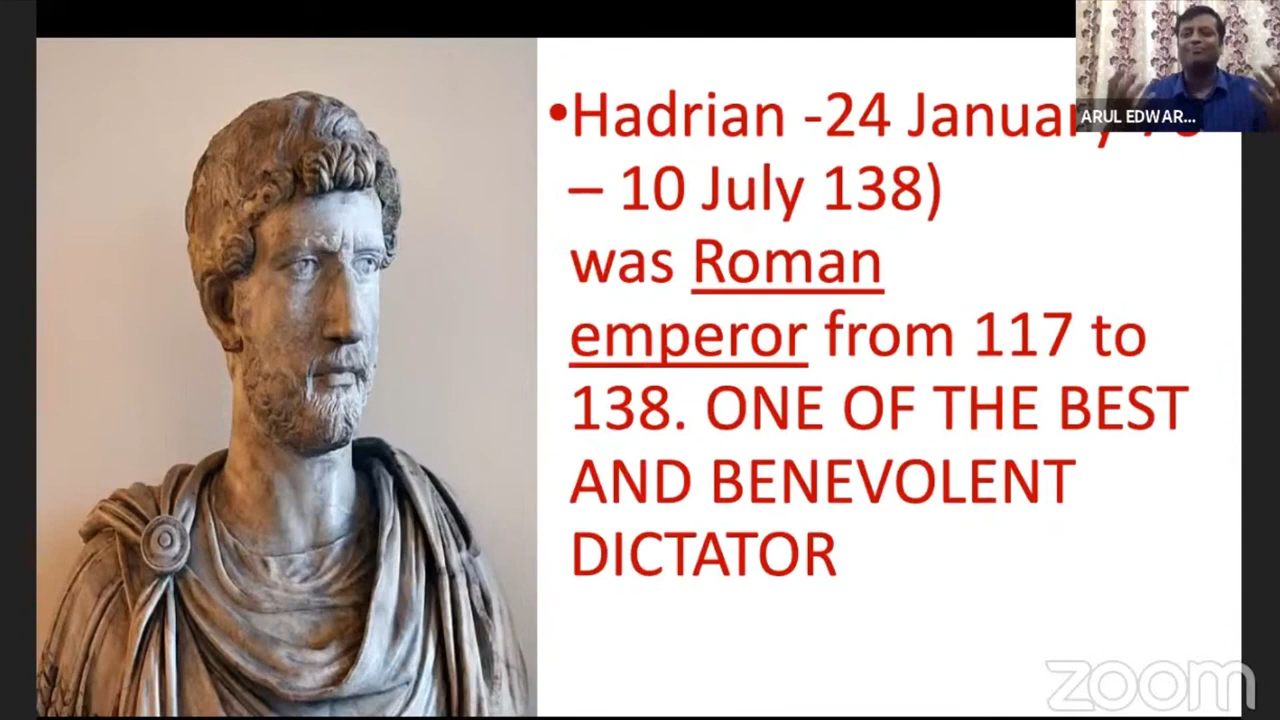 •Hadrian -24 January
– 10 July 138)
was Roman
emperor from 117 to
138. ONE OF THE BEST
AND BENEVOLENT
DICTATOR
ARUL EDWAR...
zoom